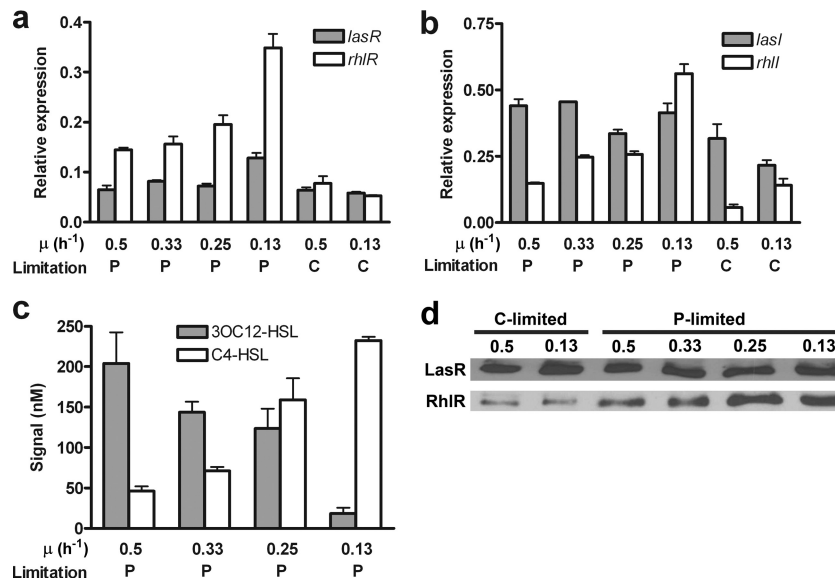 a
Relative expression
0.4
0.3
0.2
0.1
0.0
lasR
rhlR
μ (h-1) 0.5 0.33 0.25 0.13 0.5 0.13
Limitation P P P P C C
b
Relative expression
0.75
0.50
0.25
0.00
lasI
rhlI
μ (h-1) 0.5 0.33 0.25 0.13 0.5 0.13
Limitation P P P P C C
c
Signal (nM)
250
200
150
100
50
0
3OC12-HSL
C4-HSL
μ (h-1) 0.5 0.33 0.25 0.13
Limitation P P P P
d
C-limited P-limited
0.5 0.13 0.5 0.33 0.25 0.13
LasR
RhlR